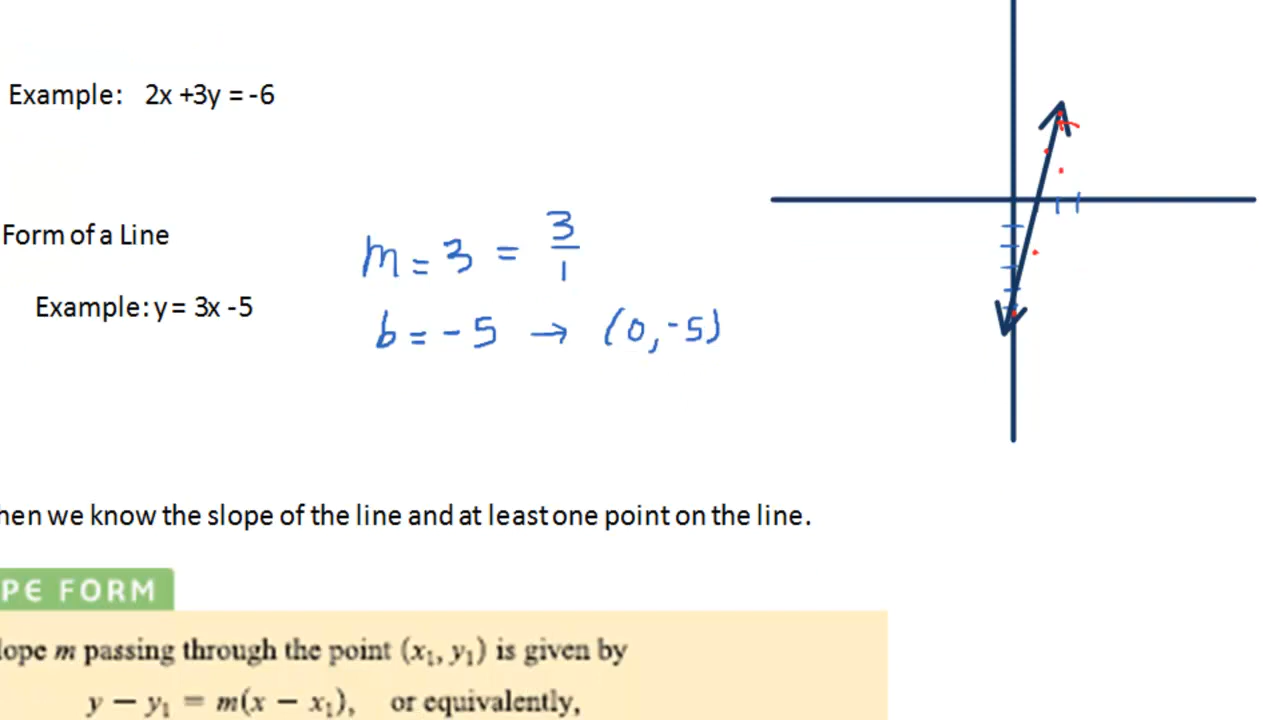 Example: 2x +3y = -6
Form of a Line
m = 3 = 3/1
Example: y = 3x -5
b = -5 → (0, -5)
hen we know the slope of the line and at least one point on the line.
PE FORM
lope m passing through the point (x₁, y₁) is given by
y − y₁ = m(x − x₁), or equivalently,